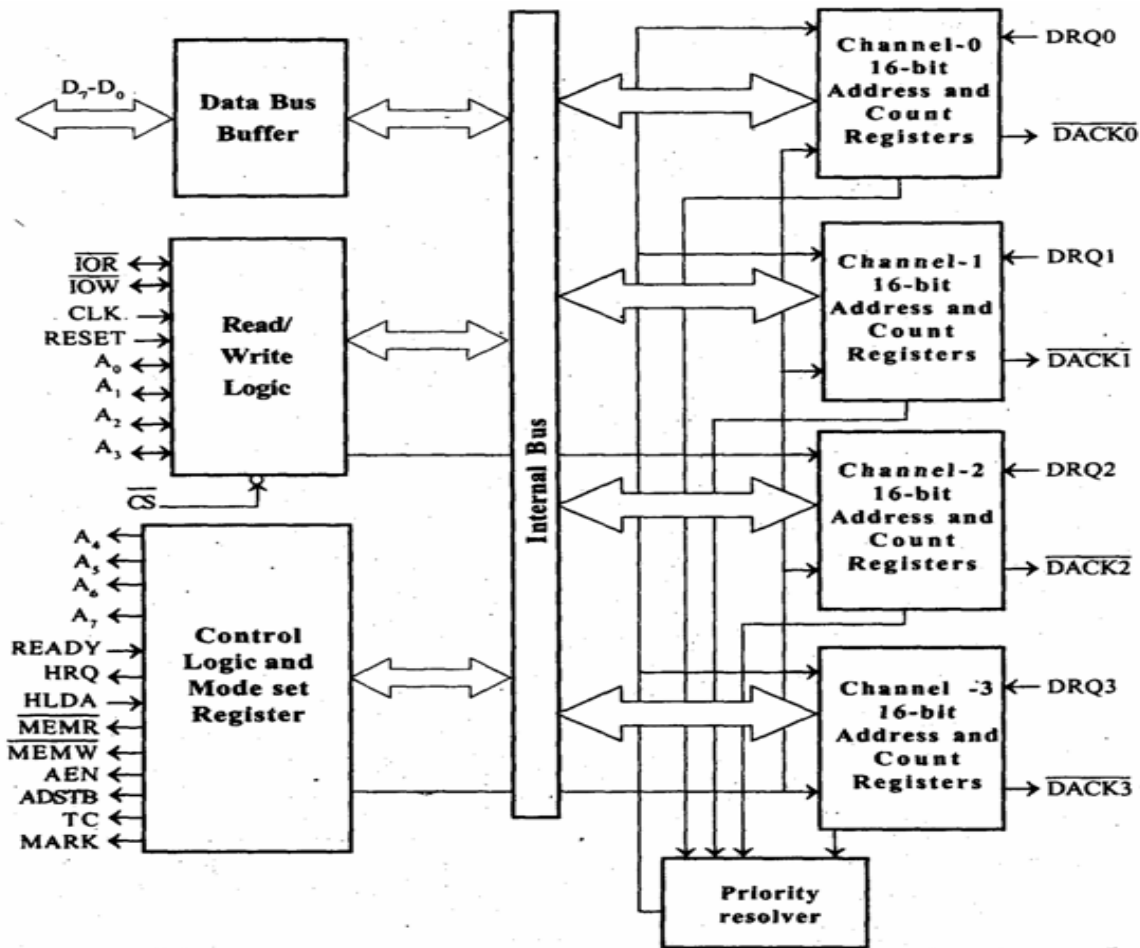 D₇-D₀
Data Bus
Buffer
IOR
IOW
CLK
RESET
A₀
A₁
A₂
A₃
CS
Read/
Write
Logic
A₄
A₅
A₆
A₇
READY
HRQ
HLDA
MEMR
MEMW
AEN
ADSTB
TC
MARK
Control
Logic and
Mode set
Register
Internal Bus
Channel-0
16-bit
Address and
Count
Registers
DRQ0
DACK0
Channel-1
16-bit
Address and
Count
Registers
DRQ1
DACK1
Channel-2
16-bit
Address and
Count
Registers
DRQ2
DACK2
Channel -3
16-bit
Address and
Count
Registers
DRQ3
DACK3
Priority
resolver